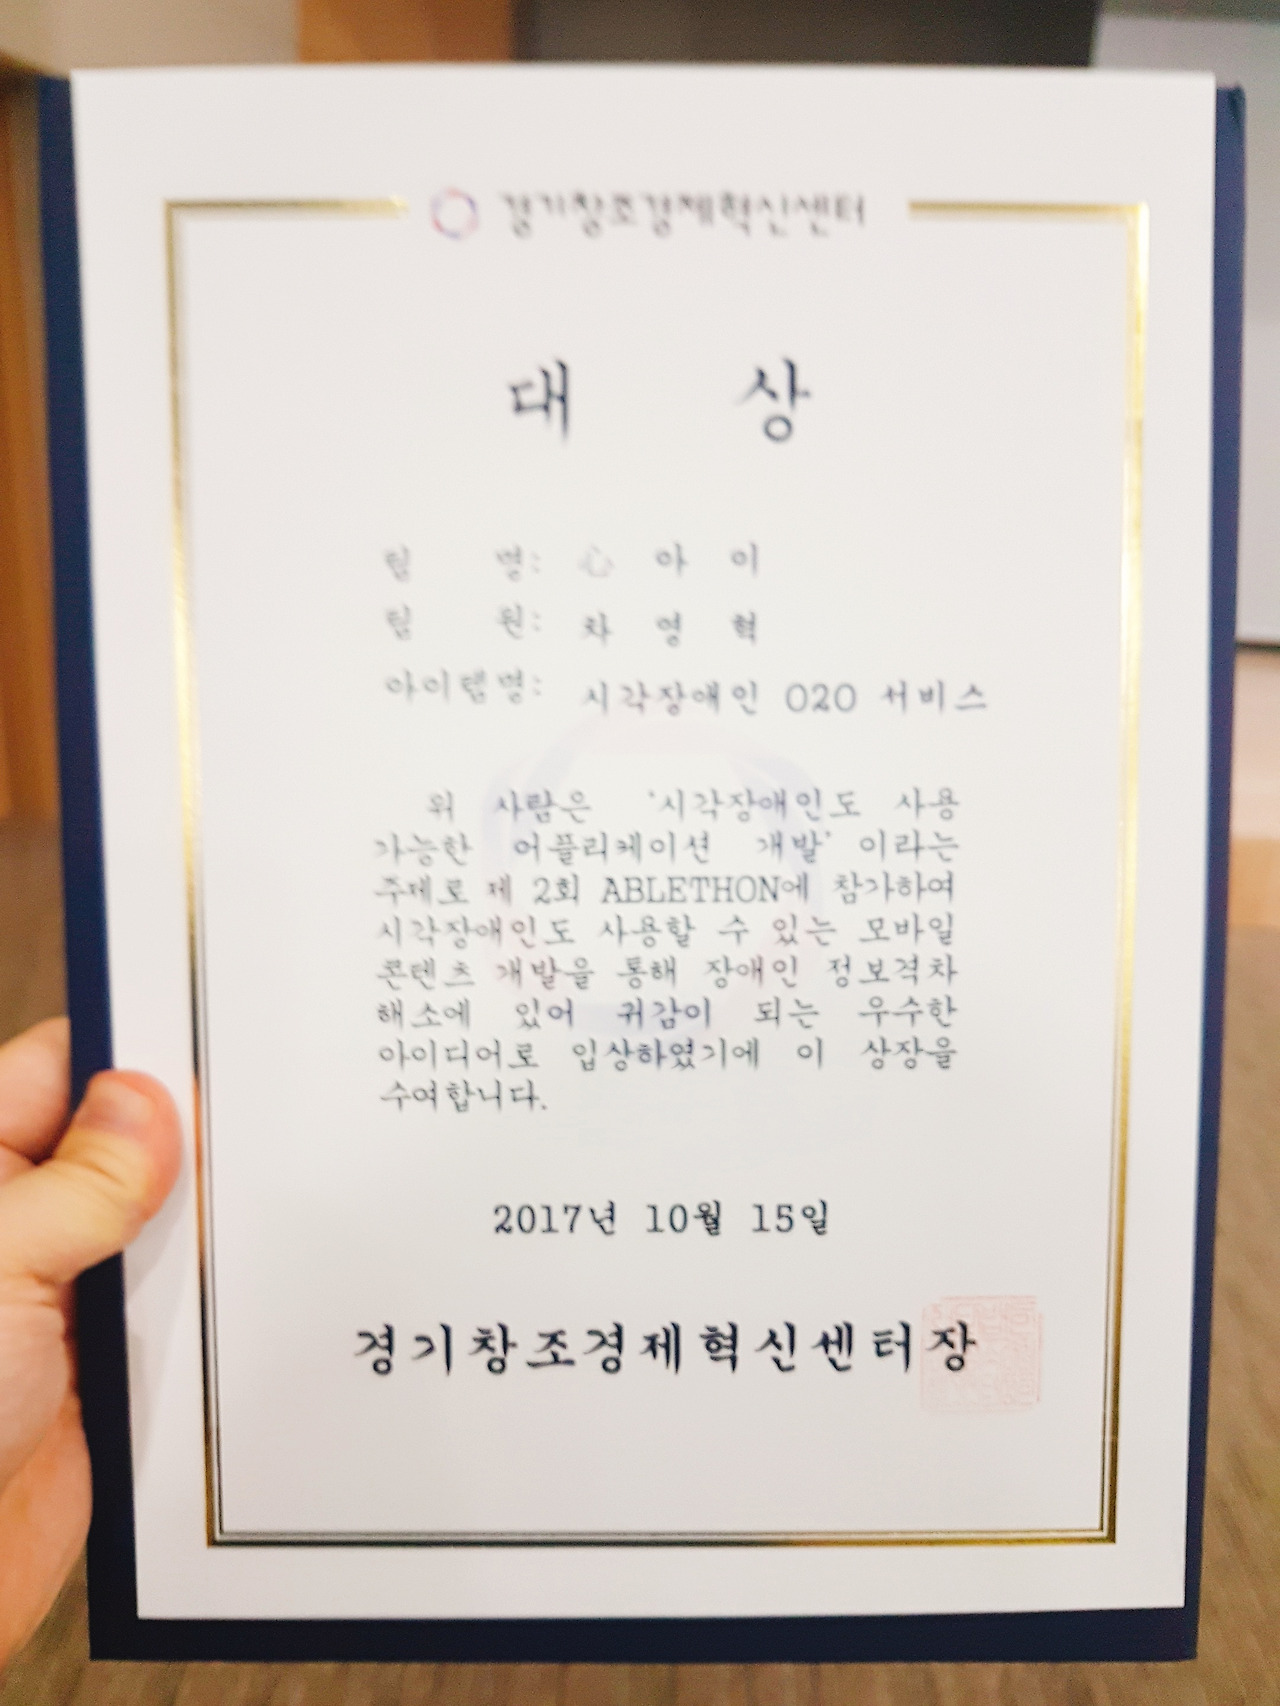 경기창조경제혁신센터
대 상
팀 명: 心 아 이
팀 원: 차 영 혁
아이템명: 시각장애인 O2O 서비스
위 사람은 '시각장애인도 사용
가능한 어플리케이션 개발' 이라는
주제로 제 2회 ABLETHON에 참가하여
시각장애인도 사용할 수 있는 모바일
콘텐츠 개발을 통해 장애인 정보격차
해소에 있어 귀감이 되는 우수한
아이디어로 입상하였기에 이 상장을
수여합니다.
2017년 10월 15일
경기창조경제혁신센터장